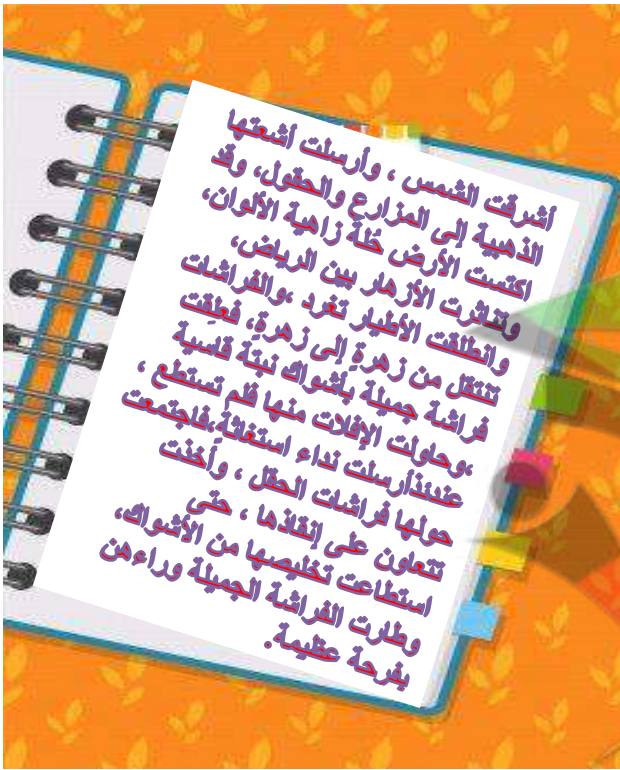 أشرقت الشمس ، وأرسلت أشعتها
الذهبية إلى المزارع والحقول، وقد
اكتست الأرض حُلة زاهية الألوان،
وتناثرت الأزهار بين الرياض،
وانطلقت الأطيار تغرد ،والفراشات
تنتقل من زهرةٍ إلى زهرةٍ، فعلِقت
فراشة جميلة بأشواك نبتة قاسية
،وحاولت الإفلات منها فلم تستطع ،
عندئذأرسلت نداء استغاثةٍ،فاجتمعت
حولها فراشات الحقل ، وأخذت
تتعاون على إنقاذها ، حتى
استطاعت تخليصها من الأشواك،
وطارت الفراشة الجميلة وراءهن
بفرحة عظيمة.